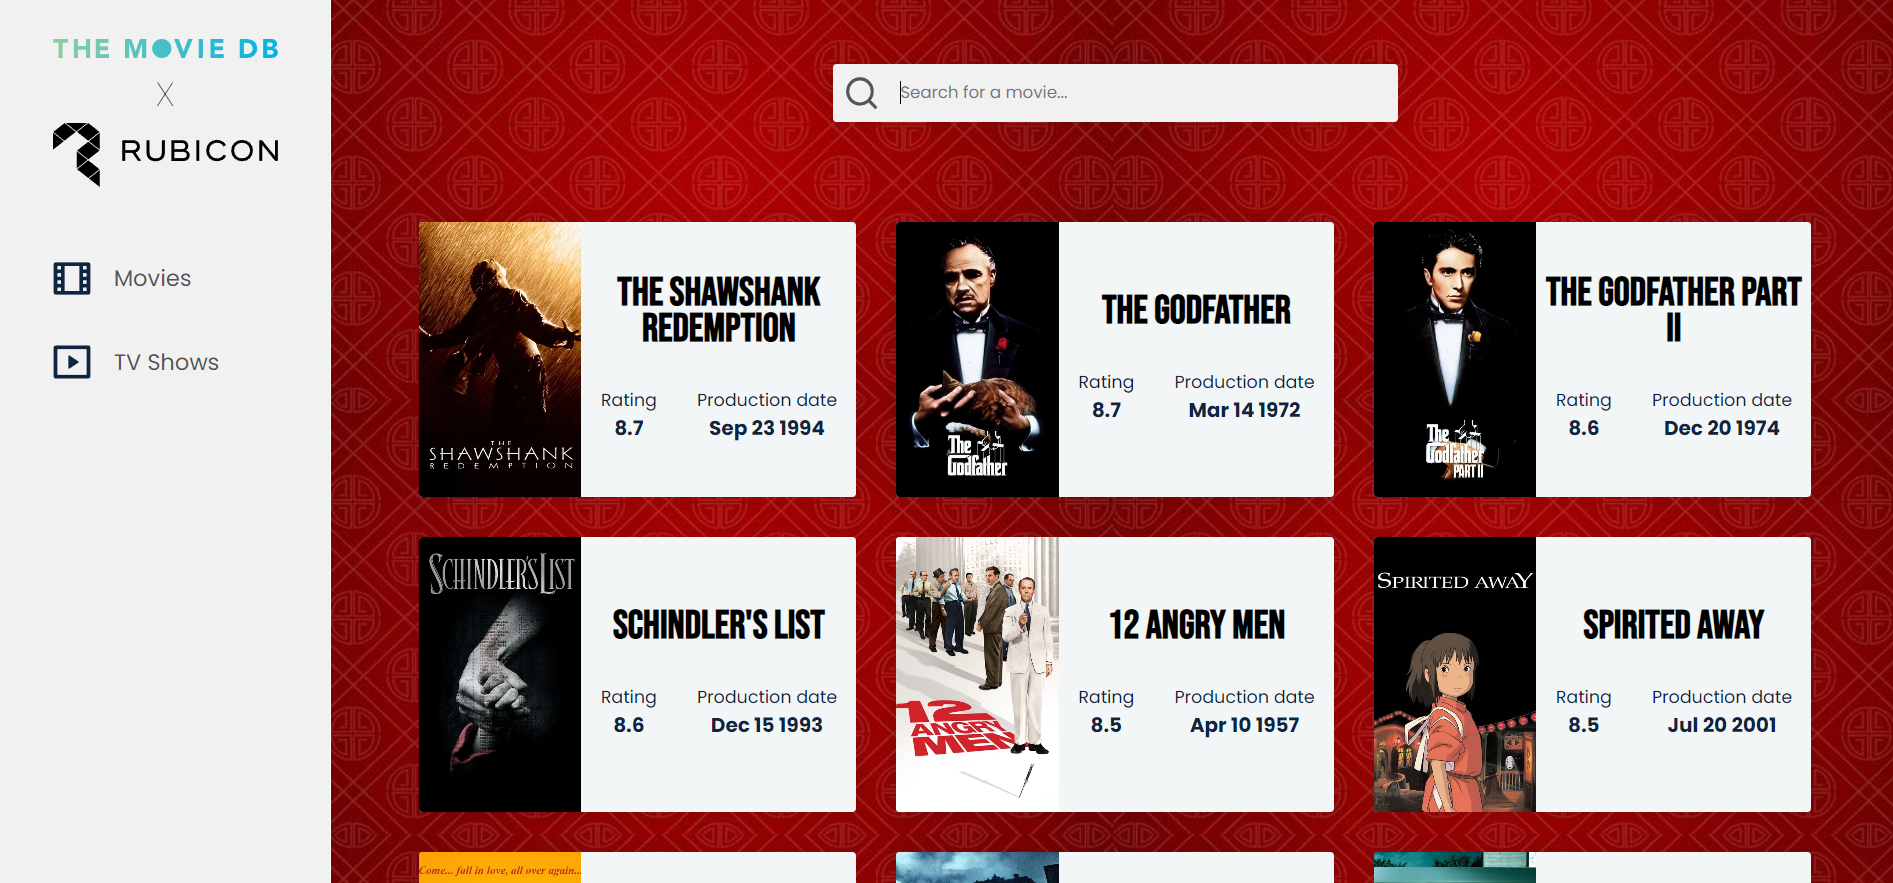 THE MOVIE DB
X
RUBICON
Movies
TV Shows
Search for a movie...
THE
SHAWSHANK
REDEMPTION
THE SHAWSHANK
REDEMPTION
Rating
Production date
8.7
Sep 23 1994
The
Godfather
THE GODFATHER
Rating
Production date
8.7
Mar 14 1972
The
Godfather
PART II
THE GODFATHER PART
II
Rating
Production date
8.6
Dec 20 1974
SCHINDLER'S LIST
SCHINDLER'S LIST
Rating
Production date
8.6
Dec 15 1993
12
ANGRY
MEN
12 ANGRY MEN
Rating
Production date
8.5
Apr 10 1957
SPIRITED AWAY
SPIRITED AWAY
Rating
Production date
8.5
Jul 20 2001
Come... fall in love, all over again...